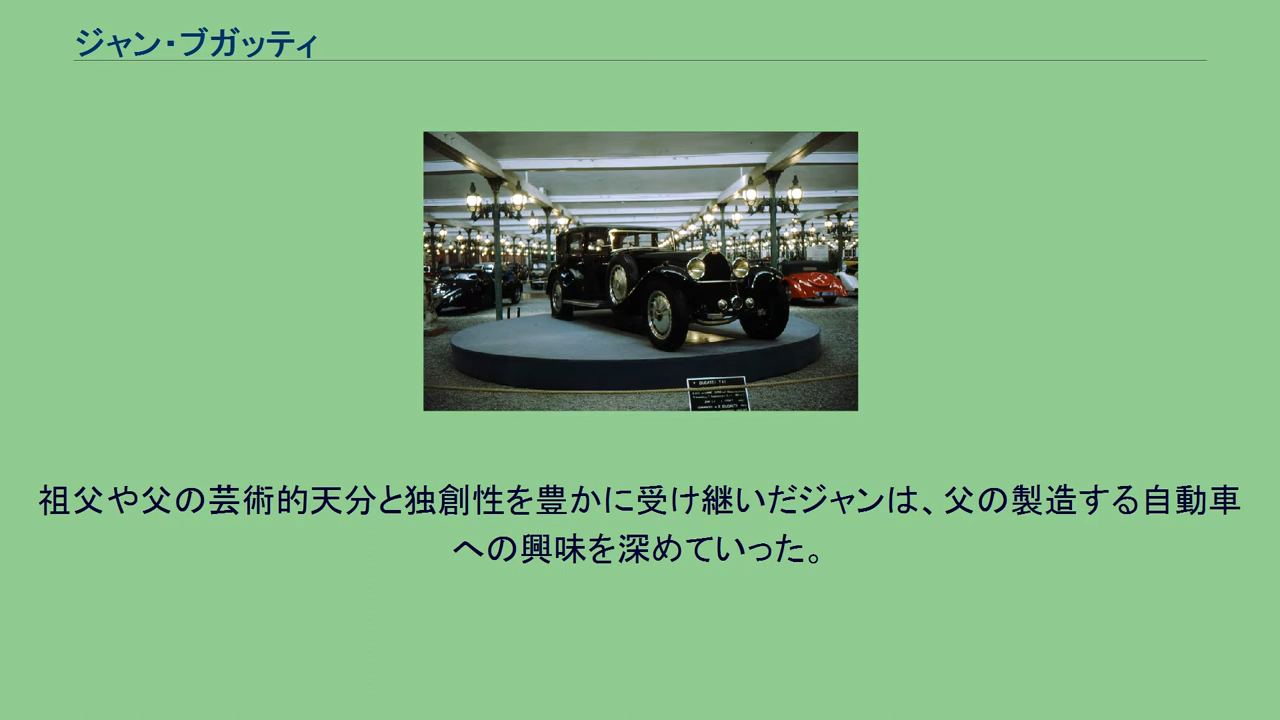 ジャン・ブガッティ
祖父や父の芸術的天分と独創性を豊かに受け継いだジャンは、父の製造する自動車
への興味を深めていった。